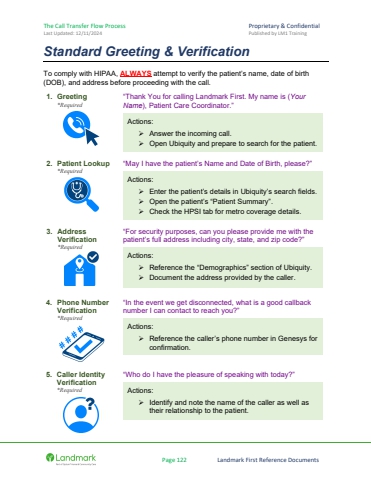 The Call Transfer Flow Process
Proprietary & Confidential
Last Updated: 12/11/2024
Published by LM1 Training
Standard Greeting & Verification
To comply with HIPAA, ALWAYS attempt to verify the patient's name, date of birth
(DOB), and address before proceeding with the call.
1. Greeting
*Required
"Thank You for calling Landmark First. My name is (Your
Name), Patient Care Coordinator."
Actions:
➢ Answer the incoming call.
➢ Open Ubiquity and prepare to search for the patient.
2. Patient Lookup
*Required
"May I have the patient's Name and Date of Birth, please?"
Actions:
➢ Enter the patient's details in Ubiquity's search fields.
➢ Open the patient's "Patient Summary".
➢ Check the HPSI tab for metro coverage details.
3. Address
Verification
*Required
"For security purposes, can you please provide me with the
patient's full address including city, state, and zip code?"
Actions:
➢ Reference the "Demographics" section of Ubiquity.
➢ Document the address provided by the caller.
4. Phone Number
Verification
*Required
"In the event we get disconnected, what is a good callback
number I can contact to reach you?"
Actions:
➢ Reference the caller's phone number in Genesys for
confirmation.
5. Caller Identity
Verification
*Required
"Who do I have the pleasure of speaking with today?"
Actions:
➢ Identify and note the name of the caller as well as
their relationship to the patient.
Landmark
Page 122
Landmark First Reference Documents